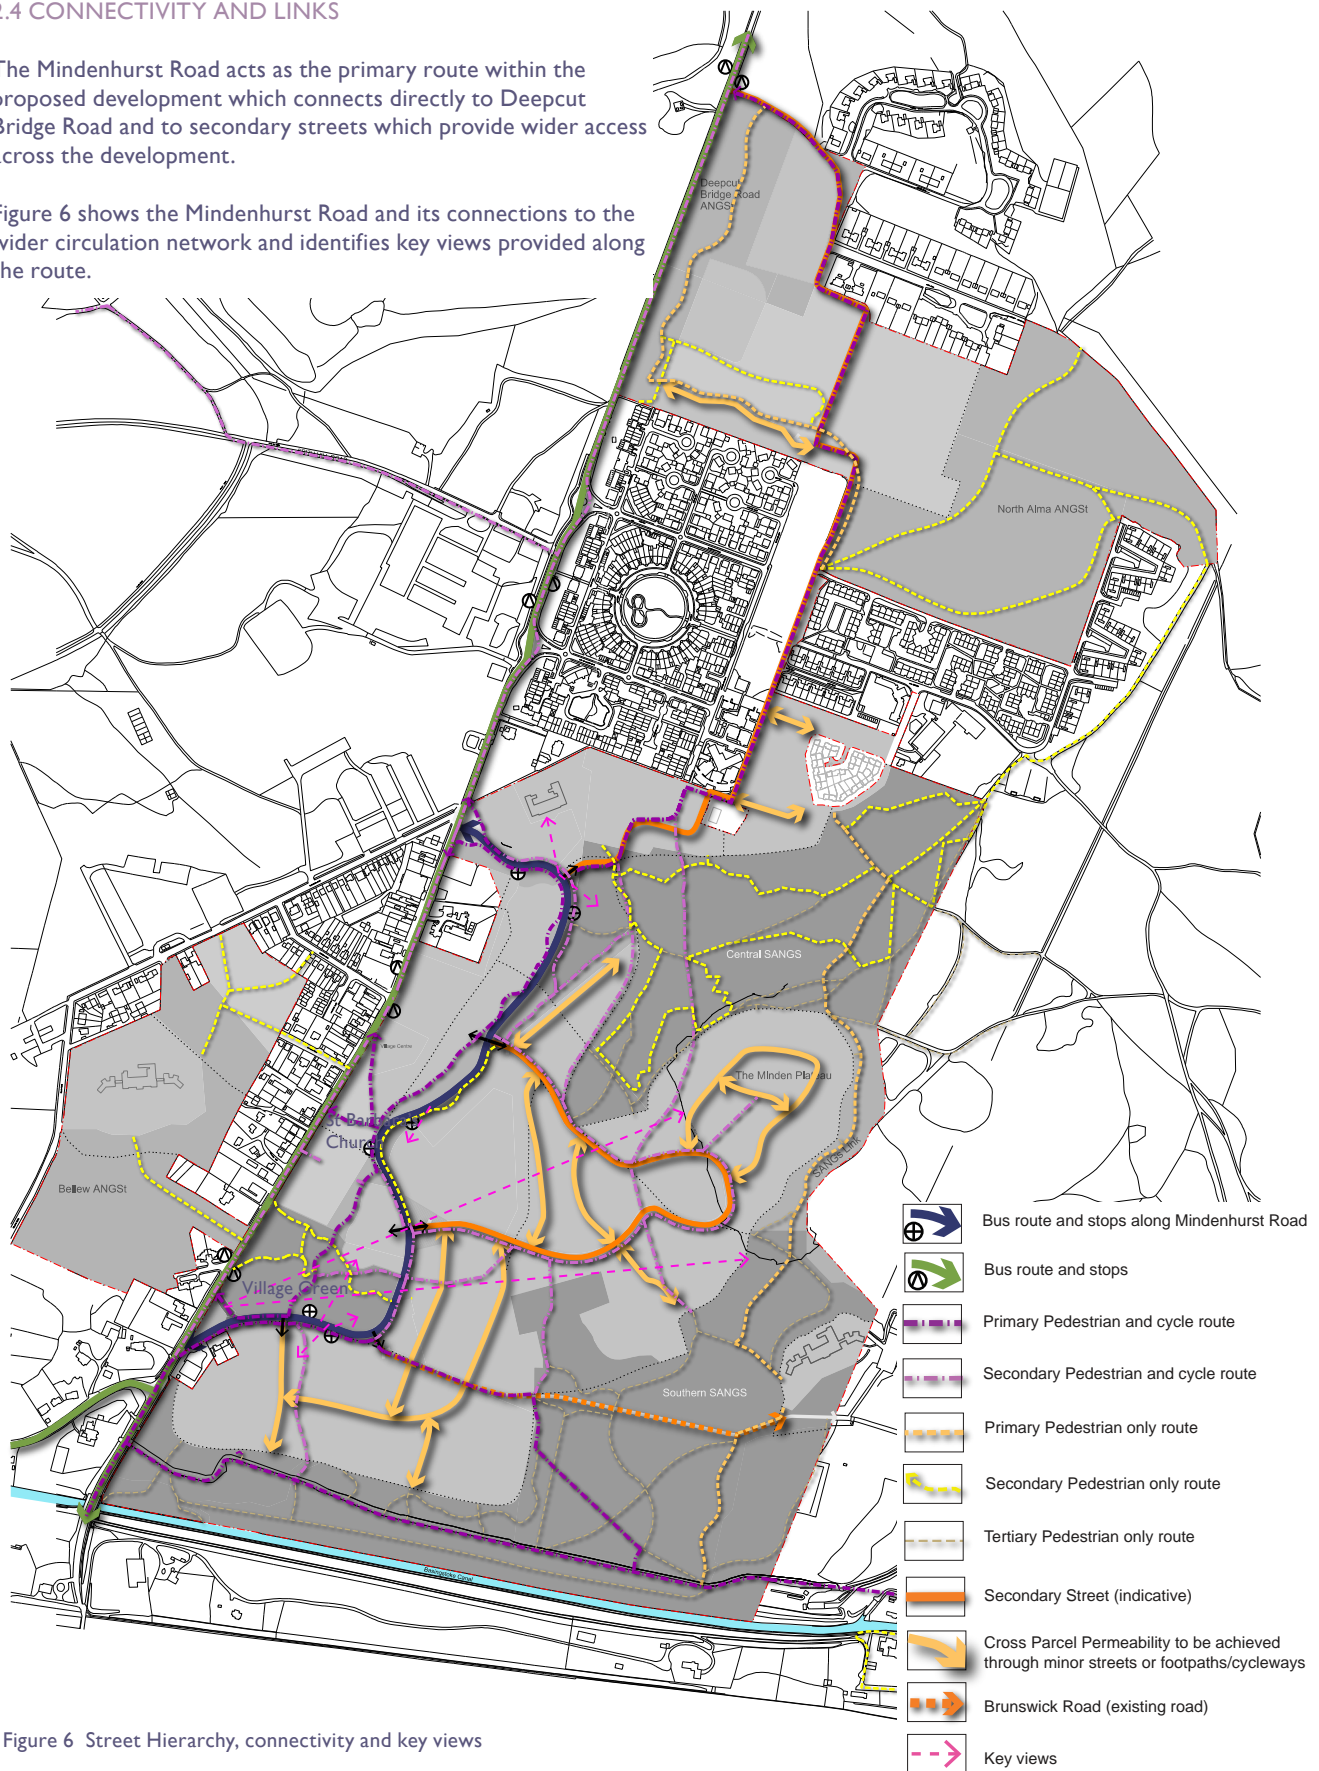 2.4 CONNECTIVITY AND LINKS
The Mindenhurst Road acts as the primary route within the
proposed development which connects directly to Deepcut
Bridge Road and to secondary streets which provide wider access
across the development.
Figure 6 shows the Mindenhurst Road and its connections to the
wider circulation network and identifies key views provided along
the route.
Deepcut
Bridge Road
ANGSt
North Alma ANGSt
Central SANGS
Village Centre
The MInden Plateau
St Barbara's
Church
SANGs Link
Bellew ANGSt
Village Green
Southern SANGS
Basingstoke Canal
Bus route and stops along Mindenhurst Road
Bus route and stops
Primary Pedestrian and cycle route
Secondary Pedestrian and cycle route
Primary Pedestrian only route
Secondary Pedestrian only route
Tertiary Pedestrian only route
Secondary Street (indicative)
Cross Parcel Permeability to be achieved
through minor streets or footpaths/cycleways
Brunswick Road (existing road)
Key views
Figure 6 Street Hierarchy, connectivity and key views